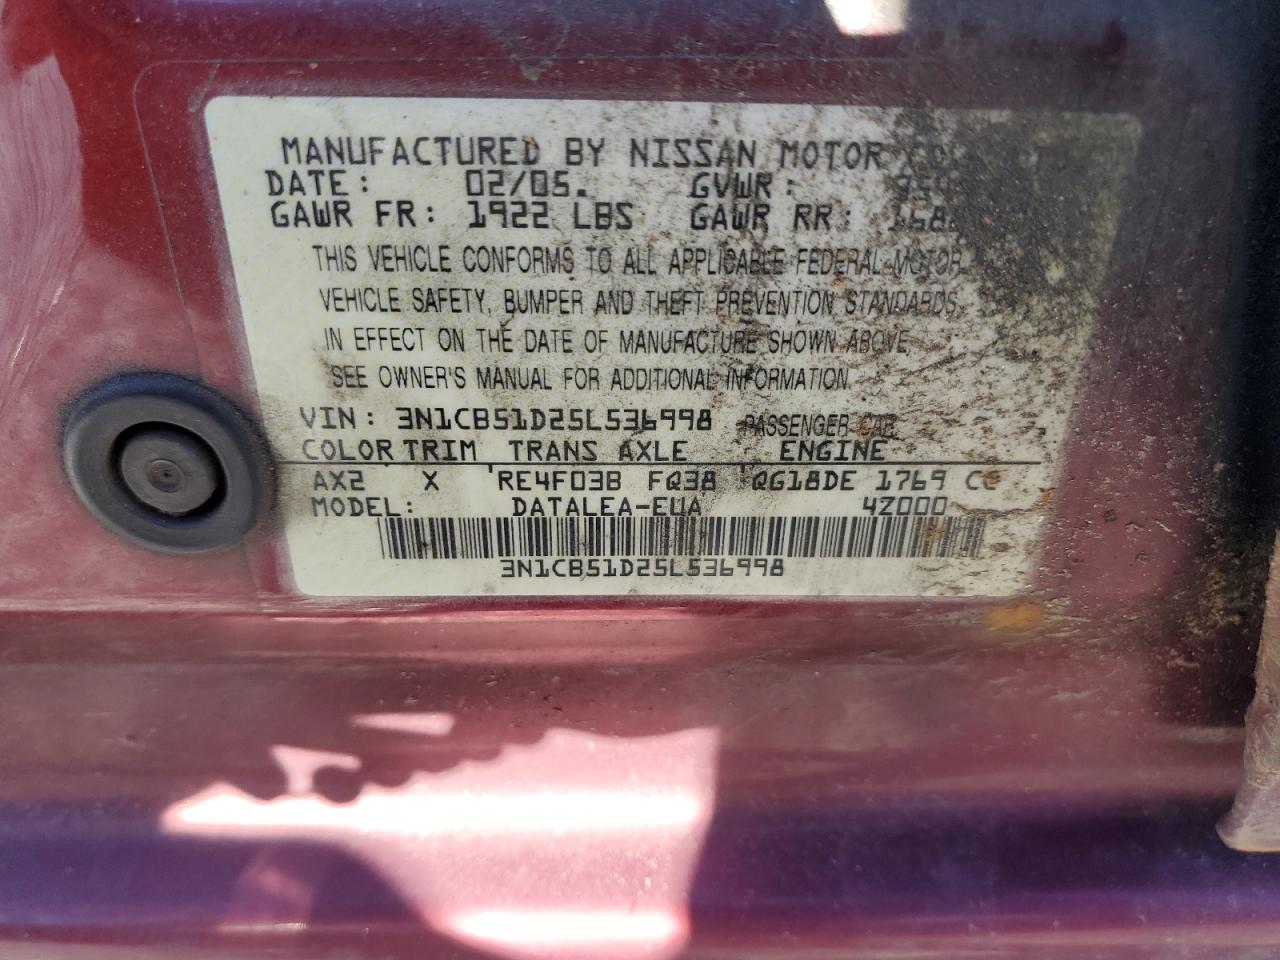 MANUFACTURED BY NISSAN MOTOR
DATE: 02/05. GVWR:
GAWR FR: 1922 LBS GAWR RR:
THIS VEHICLE CONFORMS TO ALL APPLICABLE FEDERAL MOTOR
VEHICLE SAFETY, BUMPER AND THEFT PREVENTION STANDARDS
IN EFFECT ON THE DATE OF MANUFACTURE SHOWN ABOVE.
SEE OWNER'S MANUAL FOR ADDITIONAL INFORMATION.
VIN: 3N1CB51D25L536998 PASSENGER CAR
COLOR TRIM TRANS AXLE ENGINE
AX2 X RE4F03B FQ38 QG18DE 1769 CC
MODEL: DATALEA-EUA 4Z000
3N1CB51D25L536998